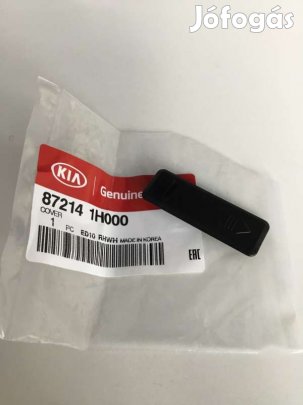 Jófogás
KIA
Genuine
87214 1H000
COVER
1 PC ED10 RHWH MADE IN KOREA
EAC